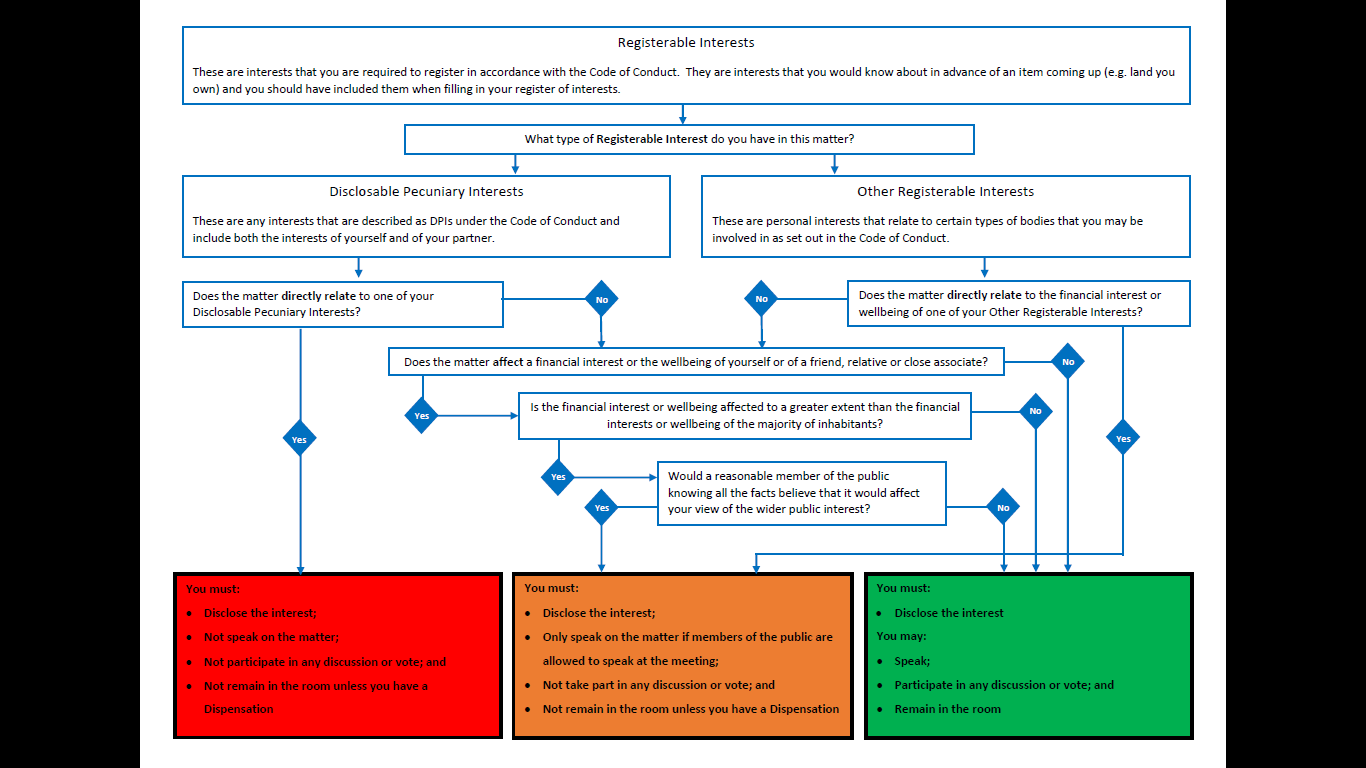 Registerable Interests
These are interests that you are required to register in accordance with the Code of Conduct. They are interests that you would know about in advance of an item coming up (e.g. land you
own) and you should have included them when filling in your register of interests.
What type of Registerable Interest do you have in this matter?
Disclosable Pecuniary Interests
These are any interests that are described as DPIs under the Code of Conduct and
include both the interests of yourself and of your partner.
Other Registerable Interests
These are personal interests that relate to certain types of bodies that you may be
involved in as set out in the Code of Conduct.
Does the matter directly relate to one of your
Disclosable Pecuniary Interests?
No
No
Does the matter directly relate to the financial interest or
wellbeing of one of your Other Registerable Interests?
Does the matter affect a financial interest or the wellbeing of yourself or of a friend, relative or close associate?
No
Yes
Is the financial interest or wellbeing affected to a greater extent than the financial
interests or wellbeing of the majority of inhabitants?
No
Yes
Yes
Yes
Would a reasonable member of the public
knowing all the facts believe that it would affect
your view of the wider public interest?
Yes
No
You must:
• Disclose the interest;
• Not speak on the matter;
• Not participate in any discussion or vote; and
• Not remain in the room unless you have a
Dispensation
You must:
• Disclose the interest;
• Only speak on the matter if members of the public are
allowed to speak at the meeting;
• Not take part in any discussion or vote; and
• Not remain in the room unless you have a Dispensation
You must:
• Disclose the interest
You may:
• Speak;
• Participate in any discussion or vote; and
• Remain in the room